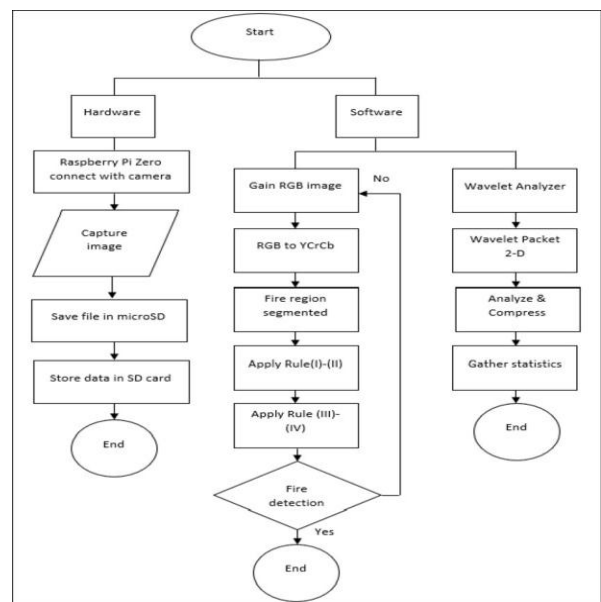 Start
Hardware
Software
Raspberry Pi Zero
connect with camera
Capture
image
Save file in microSD
Store data in SD card
End
No
Gain RGB image
RGB to YCrCb
Fire region
segmented
Apply Rule(I)-(II)
Apply Rule (III)-
(IV)
Fire
detection
Yes
End
Wavelet Analyzer
Wavelet Packet
2-D
Analyze &
Compress
Gather statistics
End